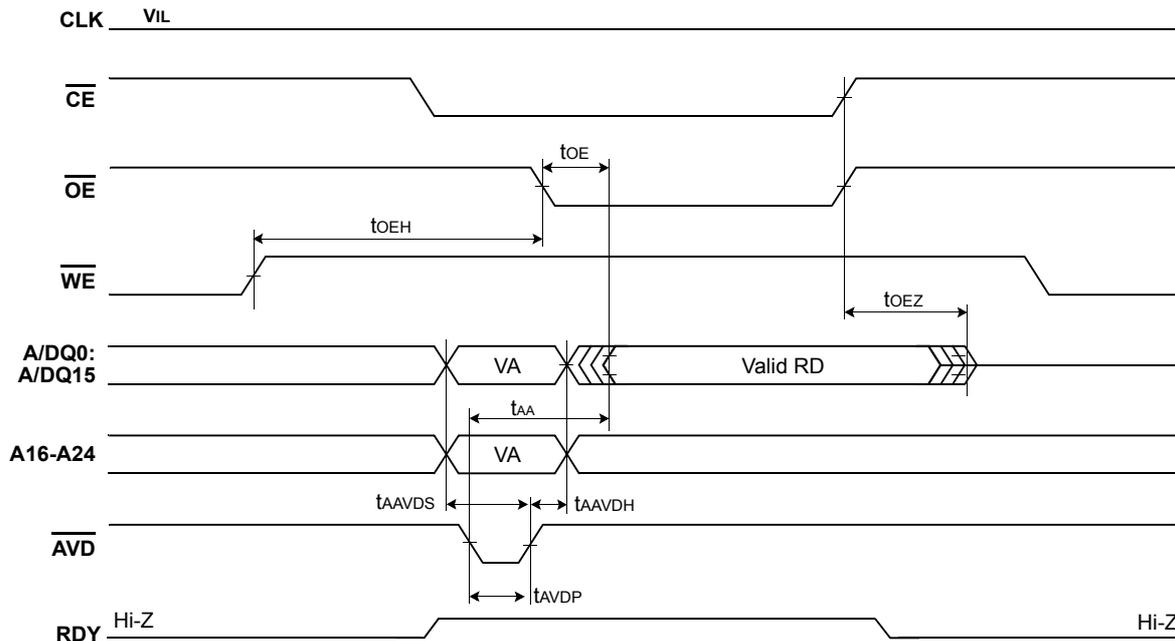 CLK VIL
CE
OE
tOE
tOEH
WE
tOEZ
A/DQ0:
A/DQ15
VA
Valid RD
tAA
A16-A24
VA
tAAVDS
tAAVDH
AVD
tAVDP
RDY
Hi-Z
Hi-Z